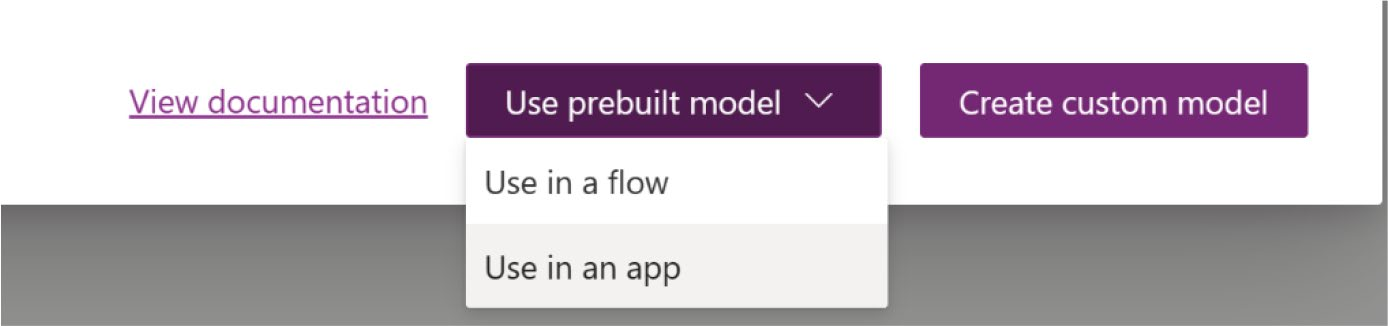 View documentation
Use prebuilt model
Create custom model
Use in a flow
Use in an app